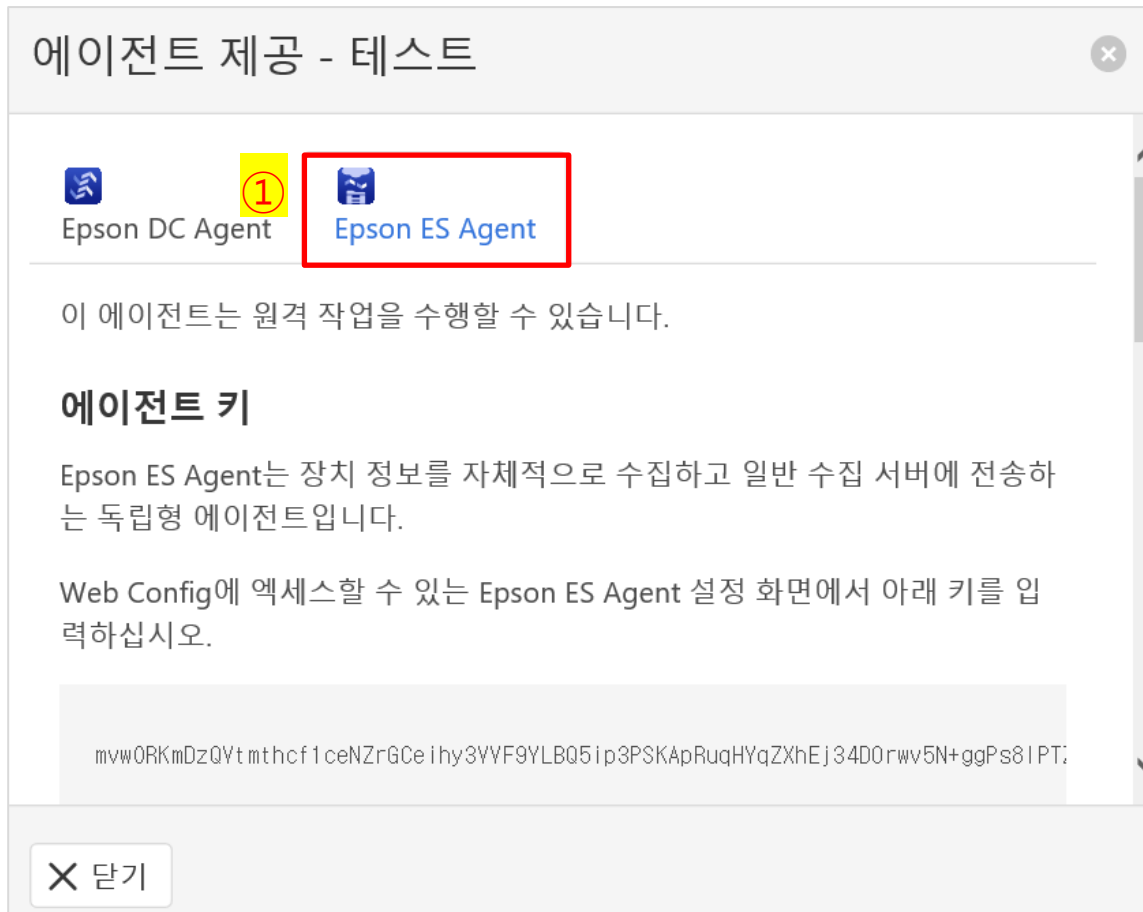 에이전트 제공 - 테스트
①
Epson DC Agent
Epson ES Agent
이 에이전트는 원격 작업을 수행할 수 있습니다.
에이전트 키
Epson ES Agent는 장치 정보를 자체적으로 수집하고 일반 수집 서버에 전송하
는 독립형 에이전트입니다.
Web Config에 엑세스할 수 있는 Epson ES Agent 설정 화면에서 아래 키를 입
력하십시오.
닫기